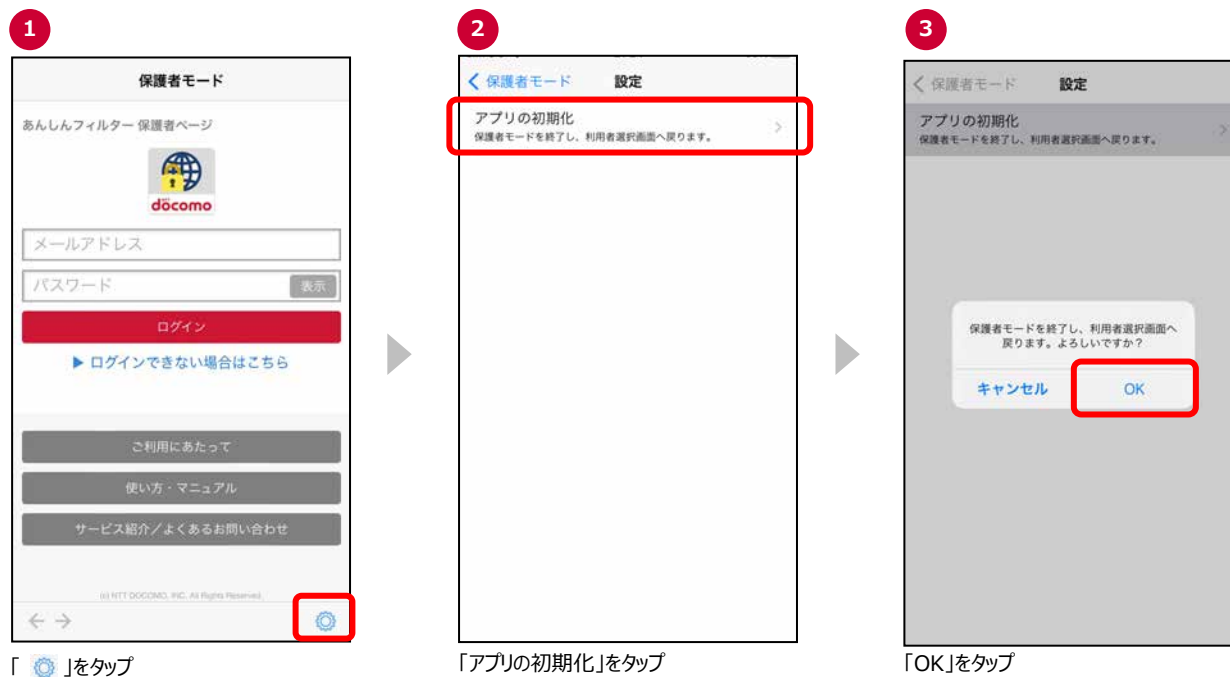 1
保護者モード
あんしんフィルター 保護者ページ
döcomo
メールアドレス
パスワード
表示
ログイン
▶ ログインできない場合はこちら
ご利用にあたって
使い方・マニュアル
サービス紹介／よくあるお問い合わせ
(c) NTT DOCOMO, INC. All Rights Reserved.
「 」をタップ
2
保護者モード 設定
アプリの初期化
保護者モードを終了し、利用者選択画面へ戻ります。
「アプリの初期化」をタップ
3
保護者モード 設定
アプリの初期化
保護者モードを終了し、利用者選択画面へ戻ります。
保護者モードを終了し、利用者選択画面へ
戻ります。よろしいですか？
キャンセル OK
「OK」をタップ